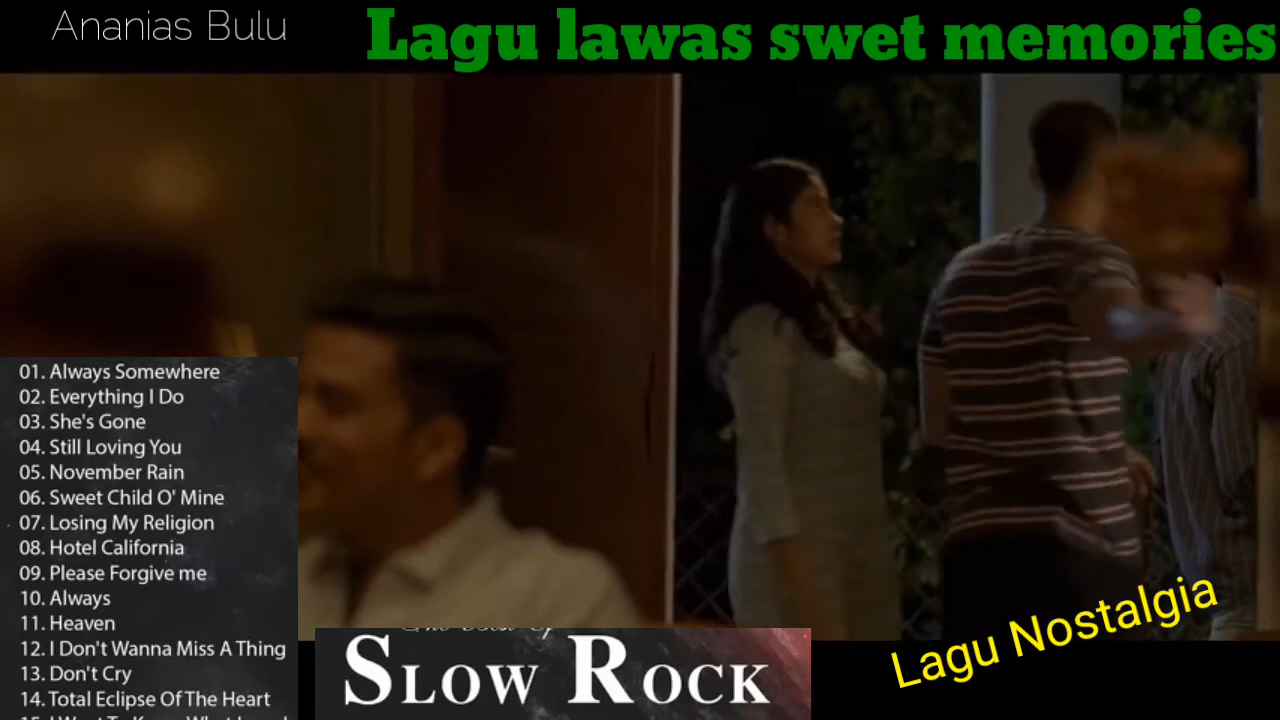 Ananias Bulu
Lagu lawas swet memories
01. Always Somewhere
02. Everything I Do
03. She's Gone
04. Still Loving You
05. November Rain
06. Sweet Child O' Mine
07. Losing My Religion
08. Hotel California
09. Please Forgive me
10. Always
11. Heaven
12. I Don't Wanna Miss A Thing
13. Don't Cry
14. Total Eclipse Of The Heart
SLOW ROCK
Lagu Nostalgia